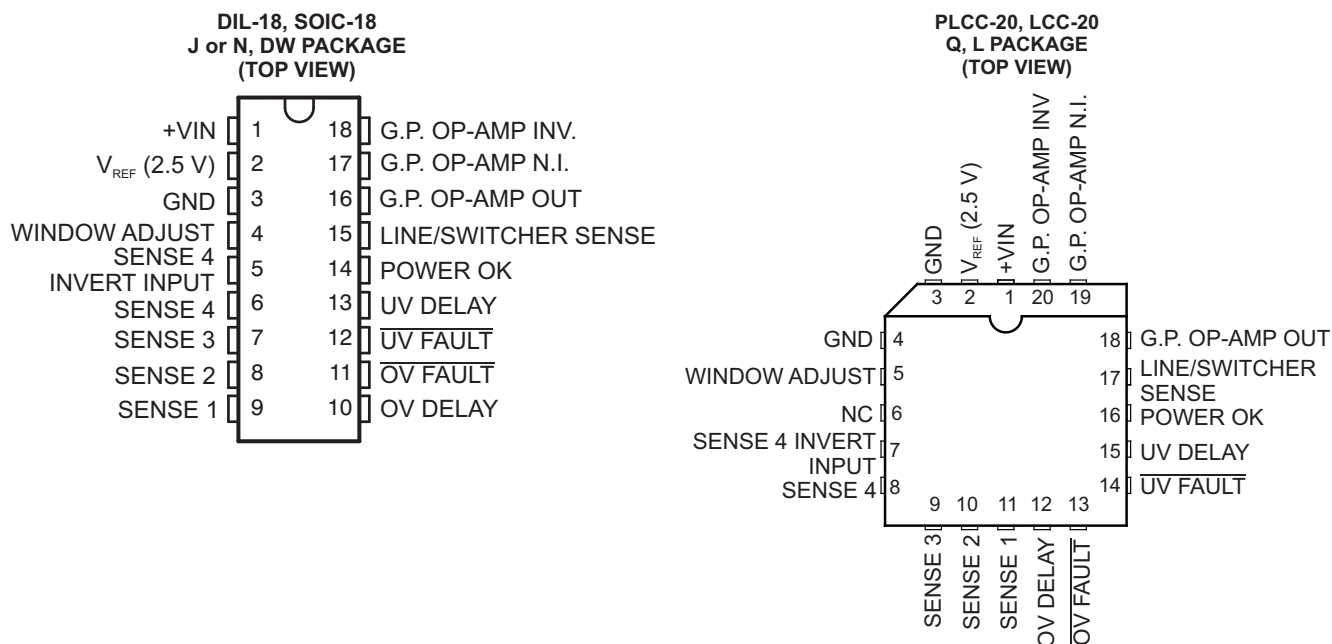 DIL-18, SOIC-18
J or N, DW PACKAGE
(TOP VIEW)
+VIN 1 18 G.P. OP-AMP INV.
VREF (2.5 V) 2 17 G.P. OP-AMP N.I.
GND 3 16 G.P. OP-AMP OUT
WINDOW ADJUST 4 15 LINE/SWITCHER SENSE
SENSE 4
INVERT INPUT 5 14 POWER OK
SENSE 4 6 13 UV DELAY
SENSE 3 7 12 UV FAULT
SENSE 2 8 11 OV FAULT
SENSE 1 9 10 OV DELAY
PLCC-20, LCC-20
Q, L PACKAGE
(TOP VIEW)
GND
VREF (2.5 V)
+VIN
G.P. OP-AMP INV
G.P. OP-AMP N.I.
3 2 1 20 19
GND 4 18 G.P. OP-AMP OUT
WINDOW ADJUST 5 17 LINE/SWITCHER
SENSE
NC 6 16 POWER OK
SENSE 4 INVERT
INPUT 7 15 UV DELAY
SENSE 4 8 14 UV FAULT
9 10 11 12 13
SENSE 3
SENSE 2
SENSE 1
OV DELAY
OV FAULT